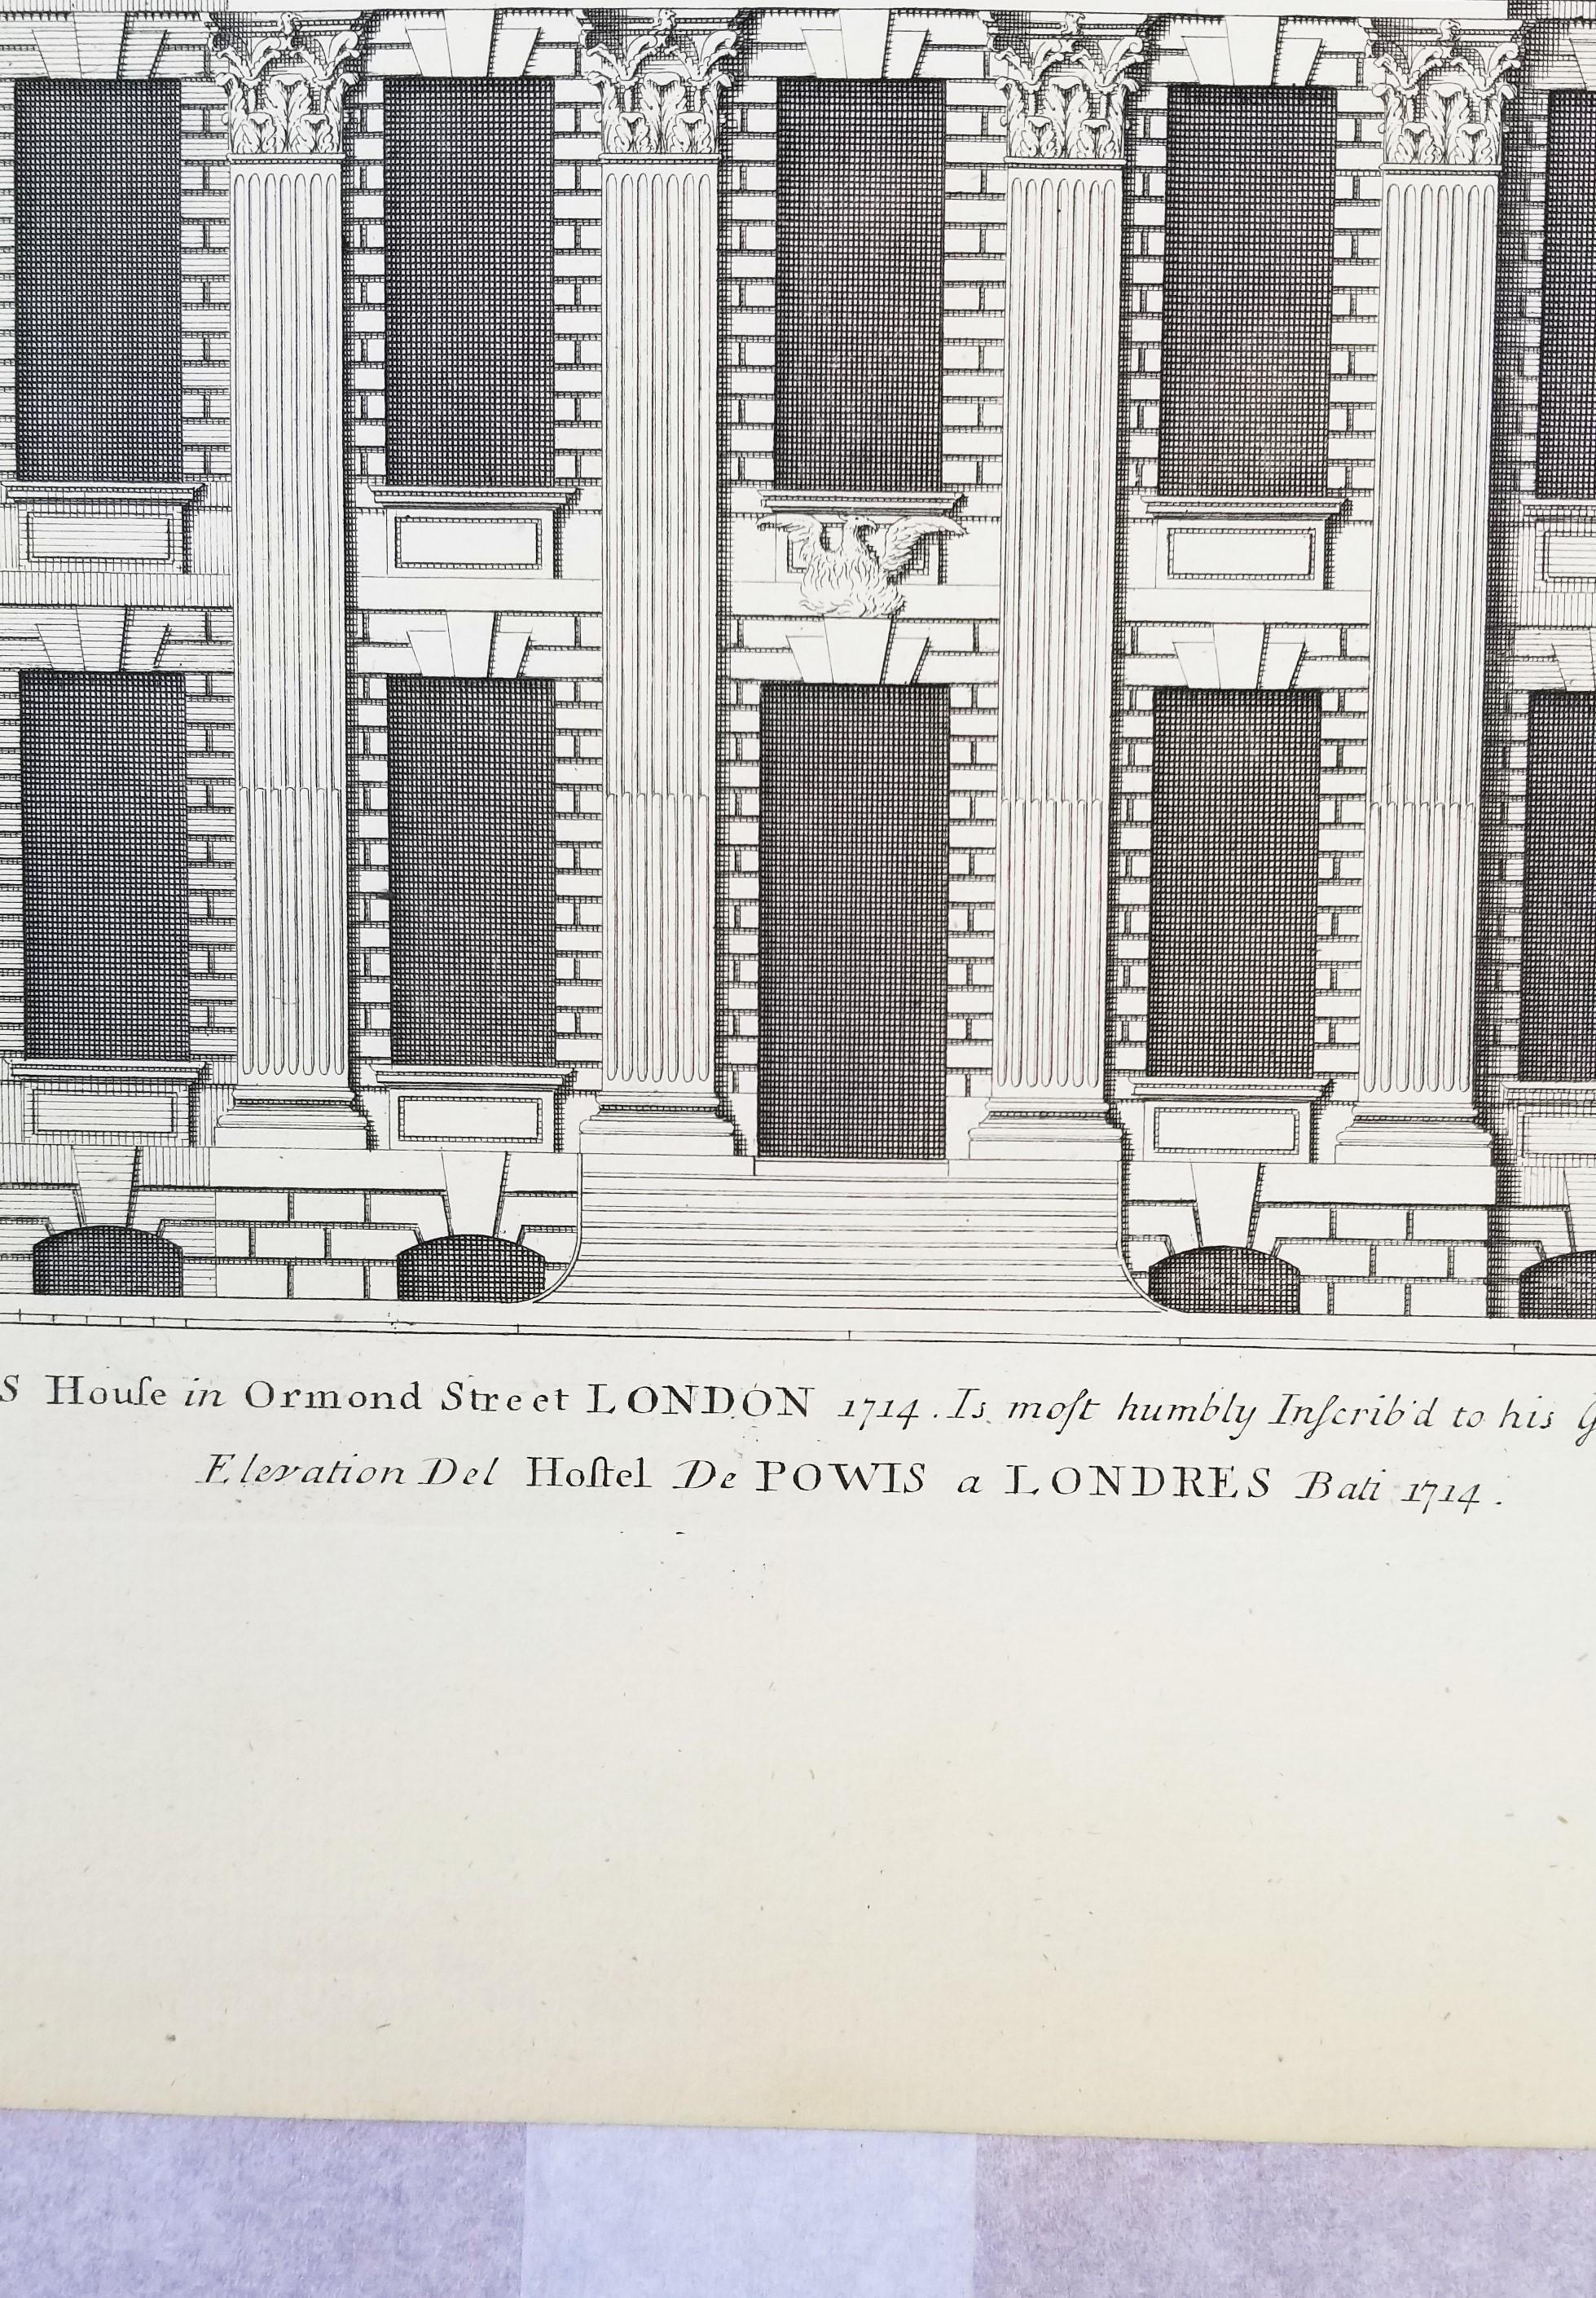 S Houſe in Ormond Street LONDON 1714. Is moſt humbly Inſcrib'd to his G
Elevation Del Hoſtel De POWIS a LONDRES Bati 1714.